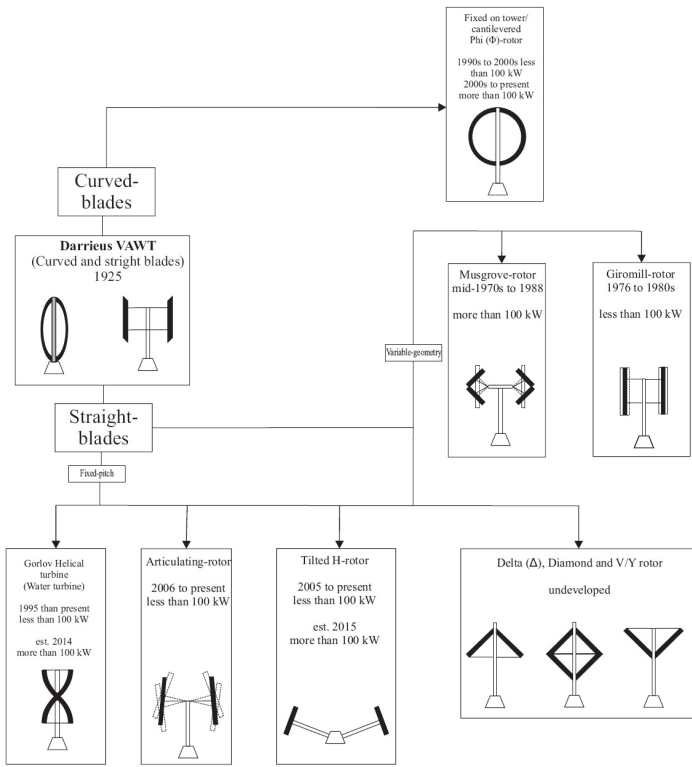 Fixed on tower/
cantilevered
Phi (Φ)-rotor
1990s to 2000s less
than 100 kW
2000s to present
more than 100 kW
Curved-
blades
Darrieus VAWT
(Curved and stright blades)
1925
Musgrove-rotor
mid-1970s to 1988
more than 100 kW
Giromill-rotor
1976 to 1980s
less than 100 kW
Variable-geometry
Straight-
blades
Fixed-pitch
Gorlov Helical
turbine
(Water turbine)
1995 than present
less than 100 kW
est. 2014
more than 100 kW
Articulating-rotor
2006 to present
less than 100 kW
Tilted H-rotor
2005 to present
less than 100 kW
est. 2015
more than 100 kW
Delta (Δ), Diamond and V/Y rotor
undeveloped